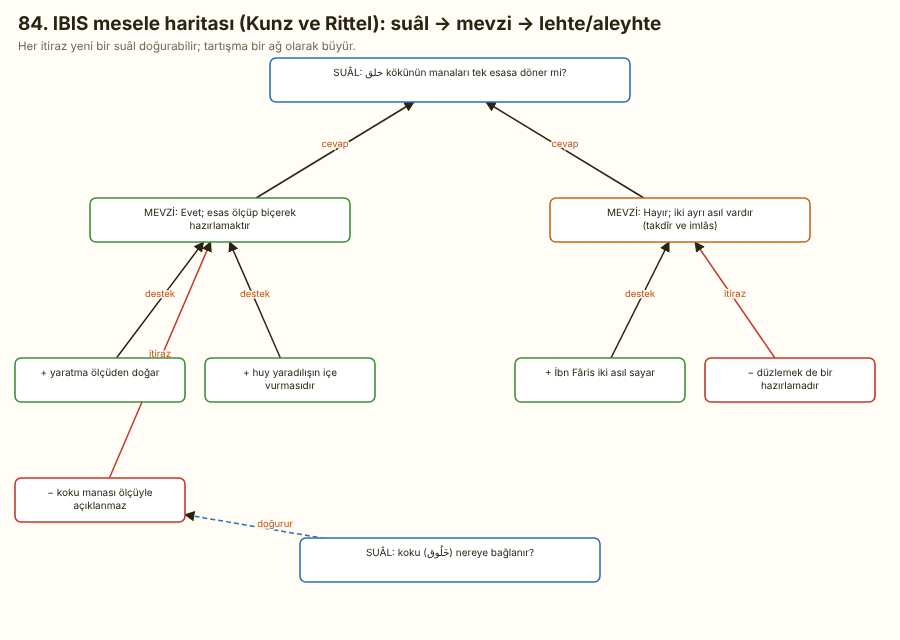 84. IBIS mesele haritası (Kunz ve Rittel): suâl → mevzi → lehte/aleyhte
Her itiraz yeni bir suâl doğurabilir; tartışma bir ağ olarak büyür.
SUÂL: خلق kökünün manaları tek esasa döner mi?
cevap
cevap
MEVZİ: Evet; esas ölçüp biçerek
hazırlamaktır
MEVZİ: Hayır; iki ayrı asıl vardır
(takdîr ve imlâs)
destek
destek
destek
itiraz
itiraz
+ yaratma ölçüden doğar
+ huy yaradılışın içe
vurmasıdır
+ İbn Fâris iki asıl sayar
− düzlemek de bir
hazırlamadır
− koku manası ölçüyle
açıklanmaz
doğurur
SUÂL: koku (خَلُوق) nereye bağlanır?